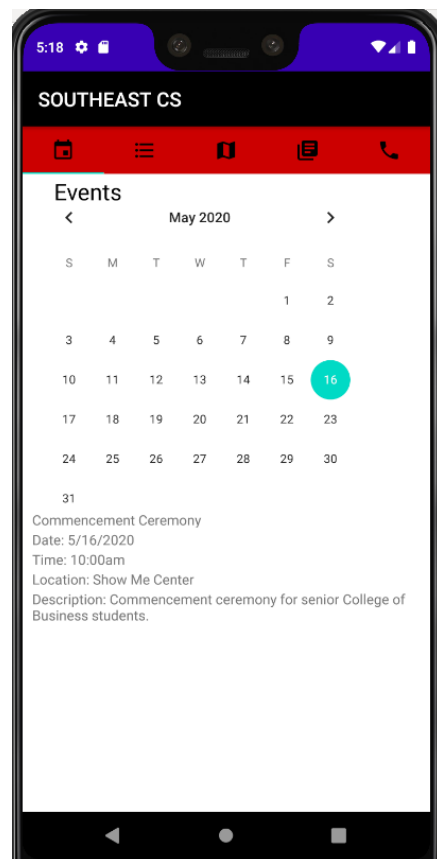 5:18
SOUTHEAST CS
Events
May 2020
S M T W T F S
1 2
3 4 5 6 7 8 9
10 11 12 13 14 15 16
17 18 19 20 21 22 23
24 25 26 27 28 29 30
31
Commencement Ceremony
Date: 5/16/2020
Time: 10:00am
Location: Show Me Center
Description: Commencement ceremony for senior College of
Business students.